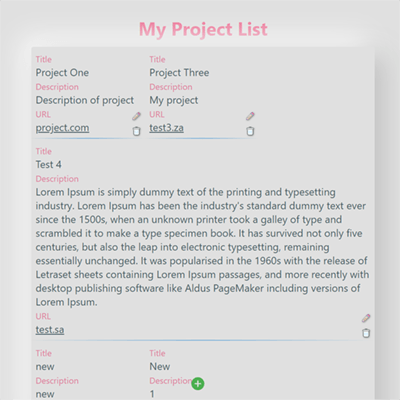 My Project List
Title
Project One
Description
Description of project
URL
project.com
Title
Project Three
Description
My project
URL
test3.za
Title
Test 4
Description
Lorem Ipsum is simply dummy text of the printing and typesetting
industry. Lorem Ipsum has been the industry's standard dummy text ever
since the 1500s, when an unknown printer took a galley of type and
scrambled it to make a type specimen book. It has survived not only five
centuries, but also the leap into electronic typesetting, remaining
essentially unchanged. It was popularised in the 1960s with the release of
Letraset sheets containing Lorem Ipsum passages, and more recently with
desktop publishing software like Aldus PageMaker including versions of
Lorem Ipsum.
URL
test.sa
Title
new
Description
new
Title
New
Description
1